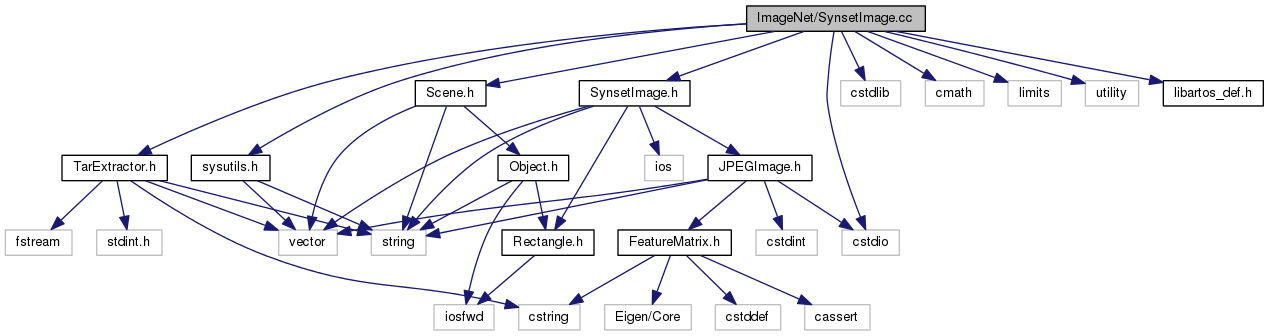 ImageNet/SynsetImage.cc
Scene.h
SynsetImage.h
cstdlib
cmath
limits
utility
libartos_def.h
TarExtractor.h
sysutils.h
Object.h
ios
JPEGImage.h
fstream
stdint.h
vector
string
Rectangle.h
FeatureMatrix.h
cstdint
cstdio
iosfwd
cstring
Eigen/Core
cstddef
cassert